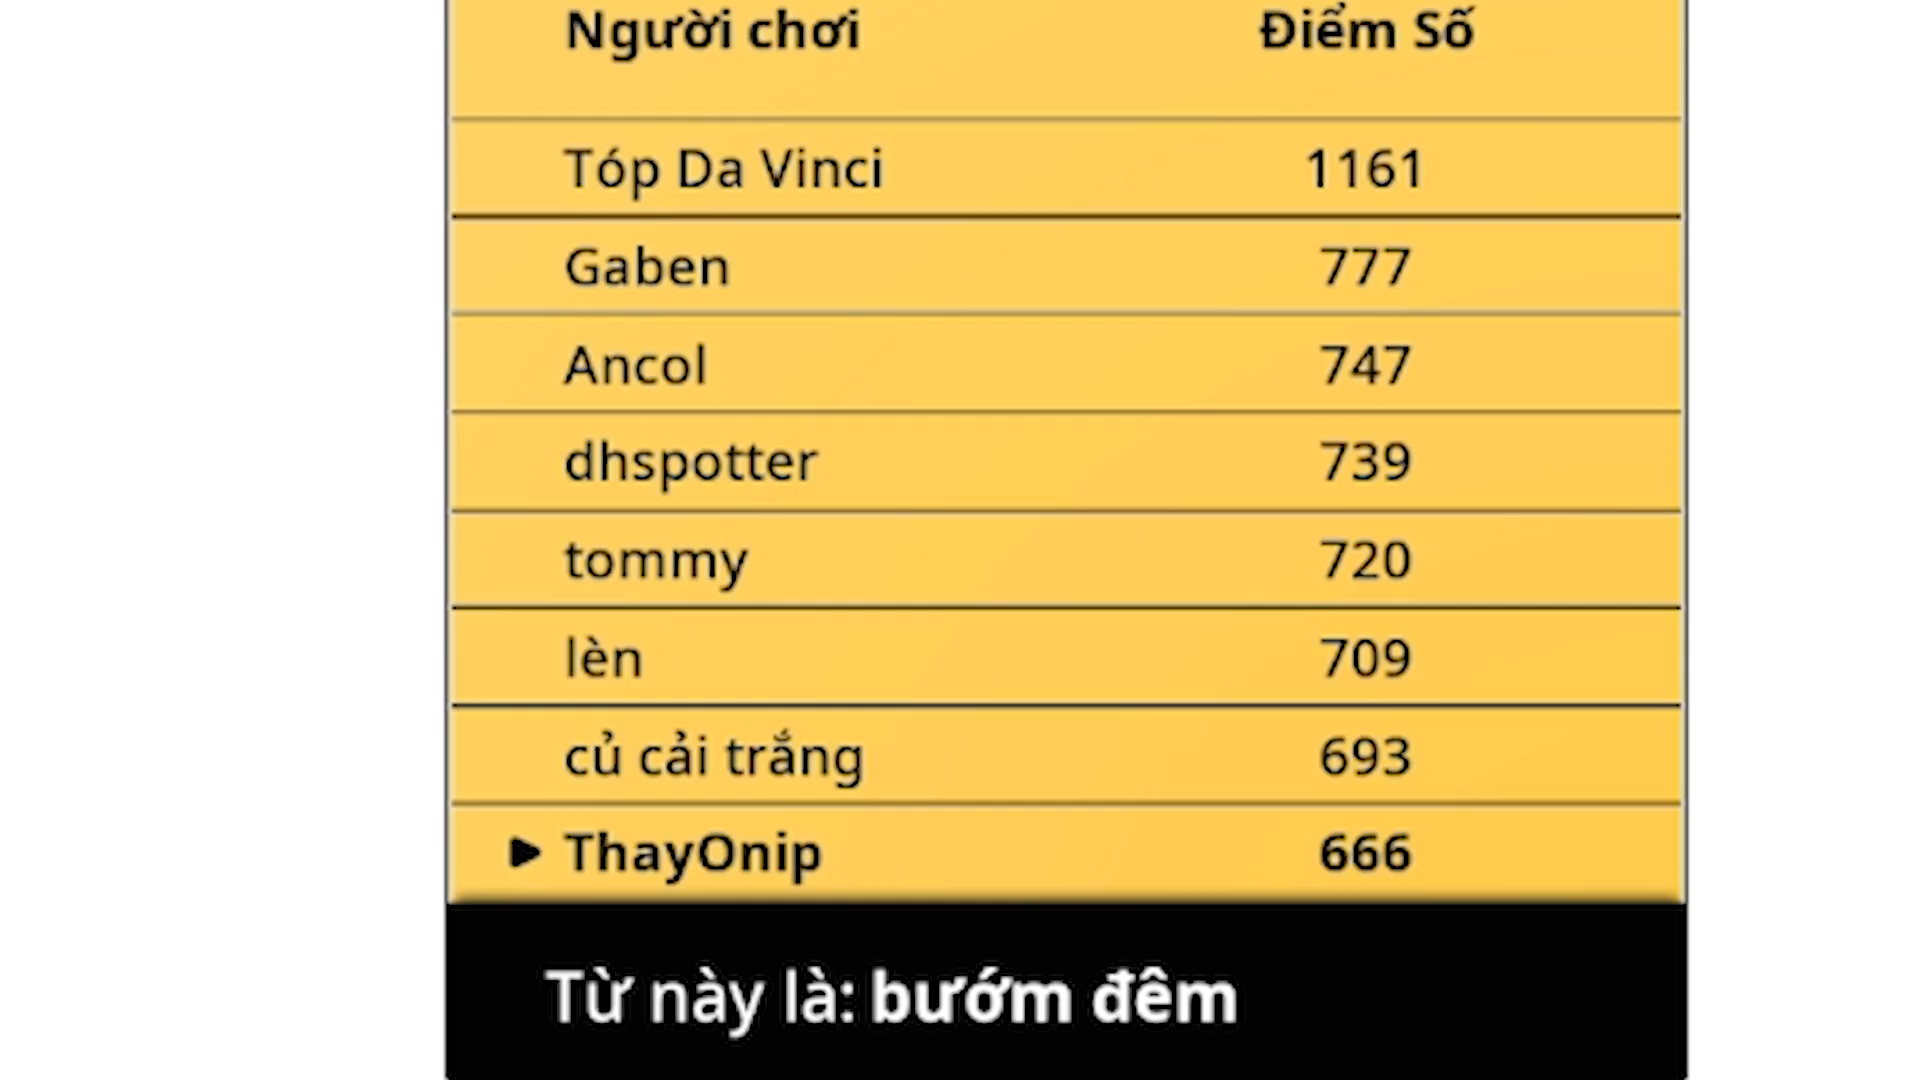 Người chơi Điểm Số
Tóp Da Vinci 1161
Gaben 777
Ancol 747
dhspotter 739
tommy 720
lèn 709
củ cải trắng 693
ThayOnip 666
Từ này là: bướm đêm